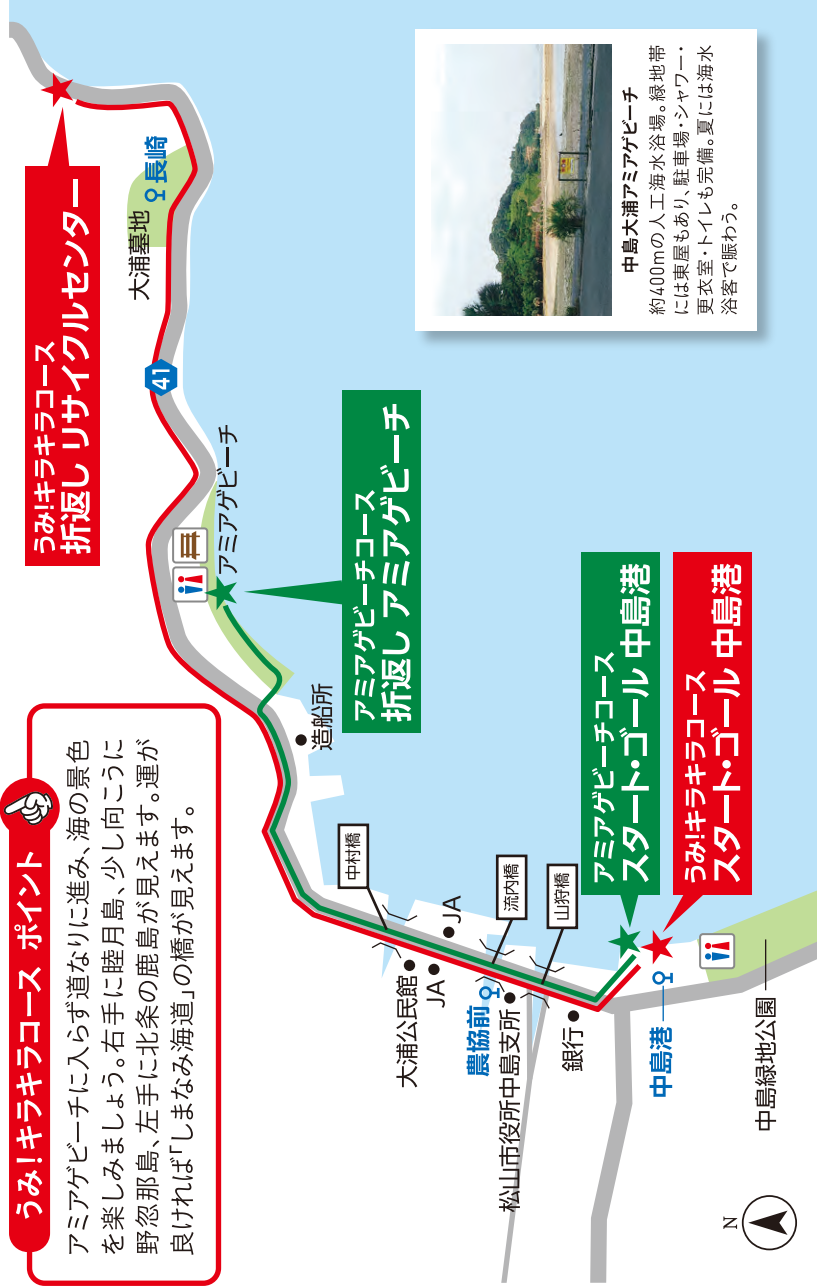 うみ！キラキラコース ポイント
アミアゲビーチに入らず道なりに進み、海の景色
を楽しみましょう。右手に睦月島、少し向こうに
野忽那島、左手に北条の鹿島が見えます。運が
良ければ「しまなみ海道」の橋が見えます。
うみ！キラキラコース
折返し リサイクルセンター
大浦墓地
長崎
41
アミアゲビーチ
アミアゲビーチコース
折返し アミアゲビーチ
造船所
中村橋
JA
流内橋
山狩橋
大浦公民館
JA
農協前
松山市役所中島支所
銀行
アミアゲビーチコース
スタート・ゴール 中島港
うみ！キラキラコース
スタート・ゴール 中島港
中島港
中島緑地公園
N
中島大浦アミアゲビーチ
約400mの人工海水浴場。緑地帯
には東屋もあり、駐車場・シャワー・
更衣室・トイレも完備。夏には海水
浴客で賑わう。